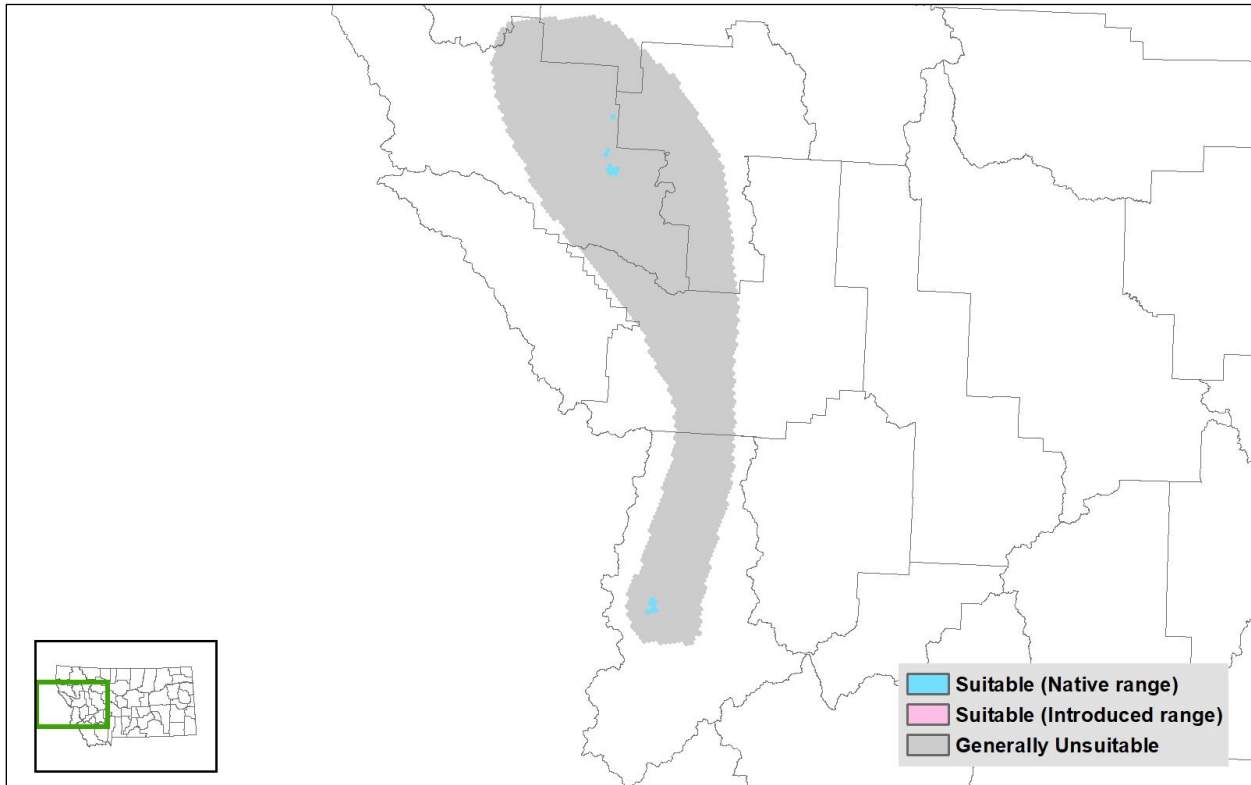 Suitable (Native range)
Suitable (Introduced range)
Generally Unsuitable